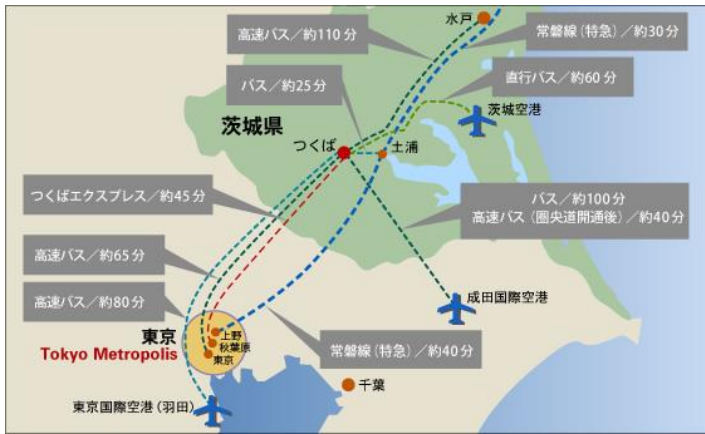 水戸
高速バス／約110分
常磐線（特急）／約30分
バス／約25分
直行バス／約60分
茨城空港
茨城県
つくば
土浦
つくばエクスプレス／約45分
バス／約100分
高速バス（圏央道開通後）／約40分
高速バス／約65分
高速バス／約80分
成田国際空港
東京
Tokyo Metropolis
上野
秋葉原
東京
常磐線（特急）／約40分
千葉
東京国際空港（羽田）